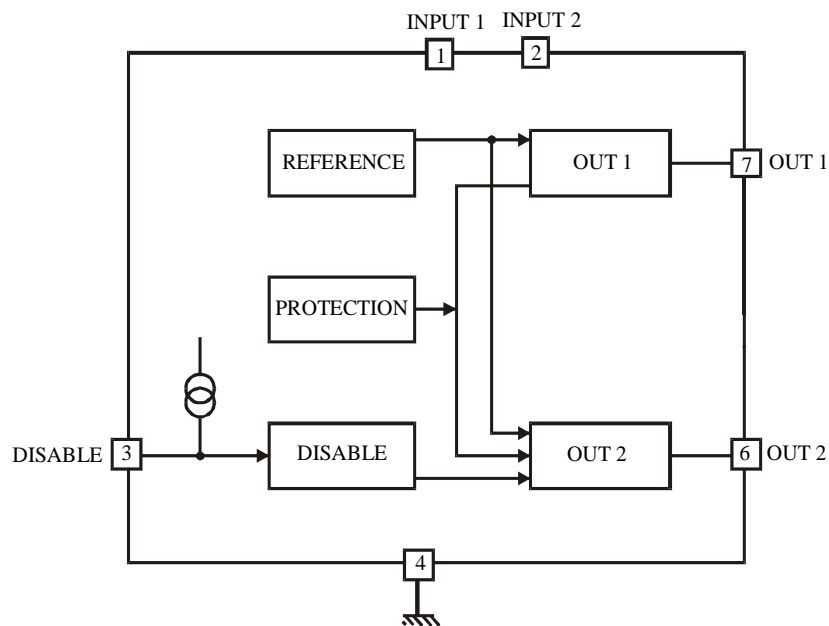 INPUT 1
INPUT 2
1
2
REFERENCE
OUT 1
7
OUT 1
PROTECTION
DISABLE
3
DISABLE
OUT 2
6
OUT 2
4